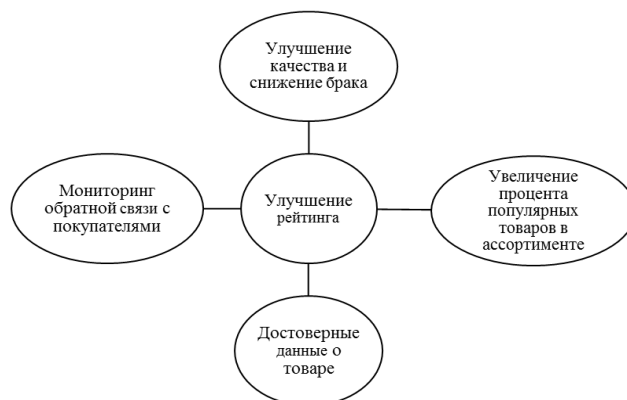 Улучшение
качества и
снижение брака
Мониторинг
обратной связи с
покупателями
Улучшение
рейтинга
Увеличение
процента
популярных
товаров в
ассортименте
Достоверные
данные о
товаре